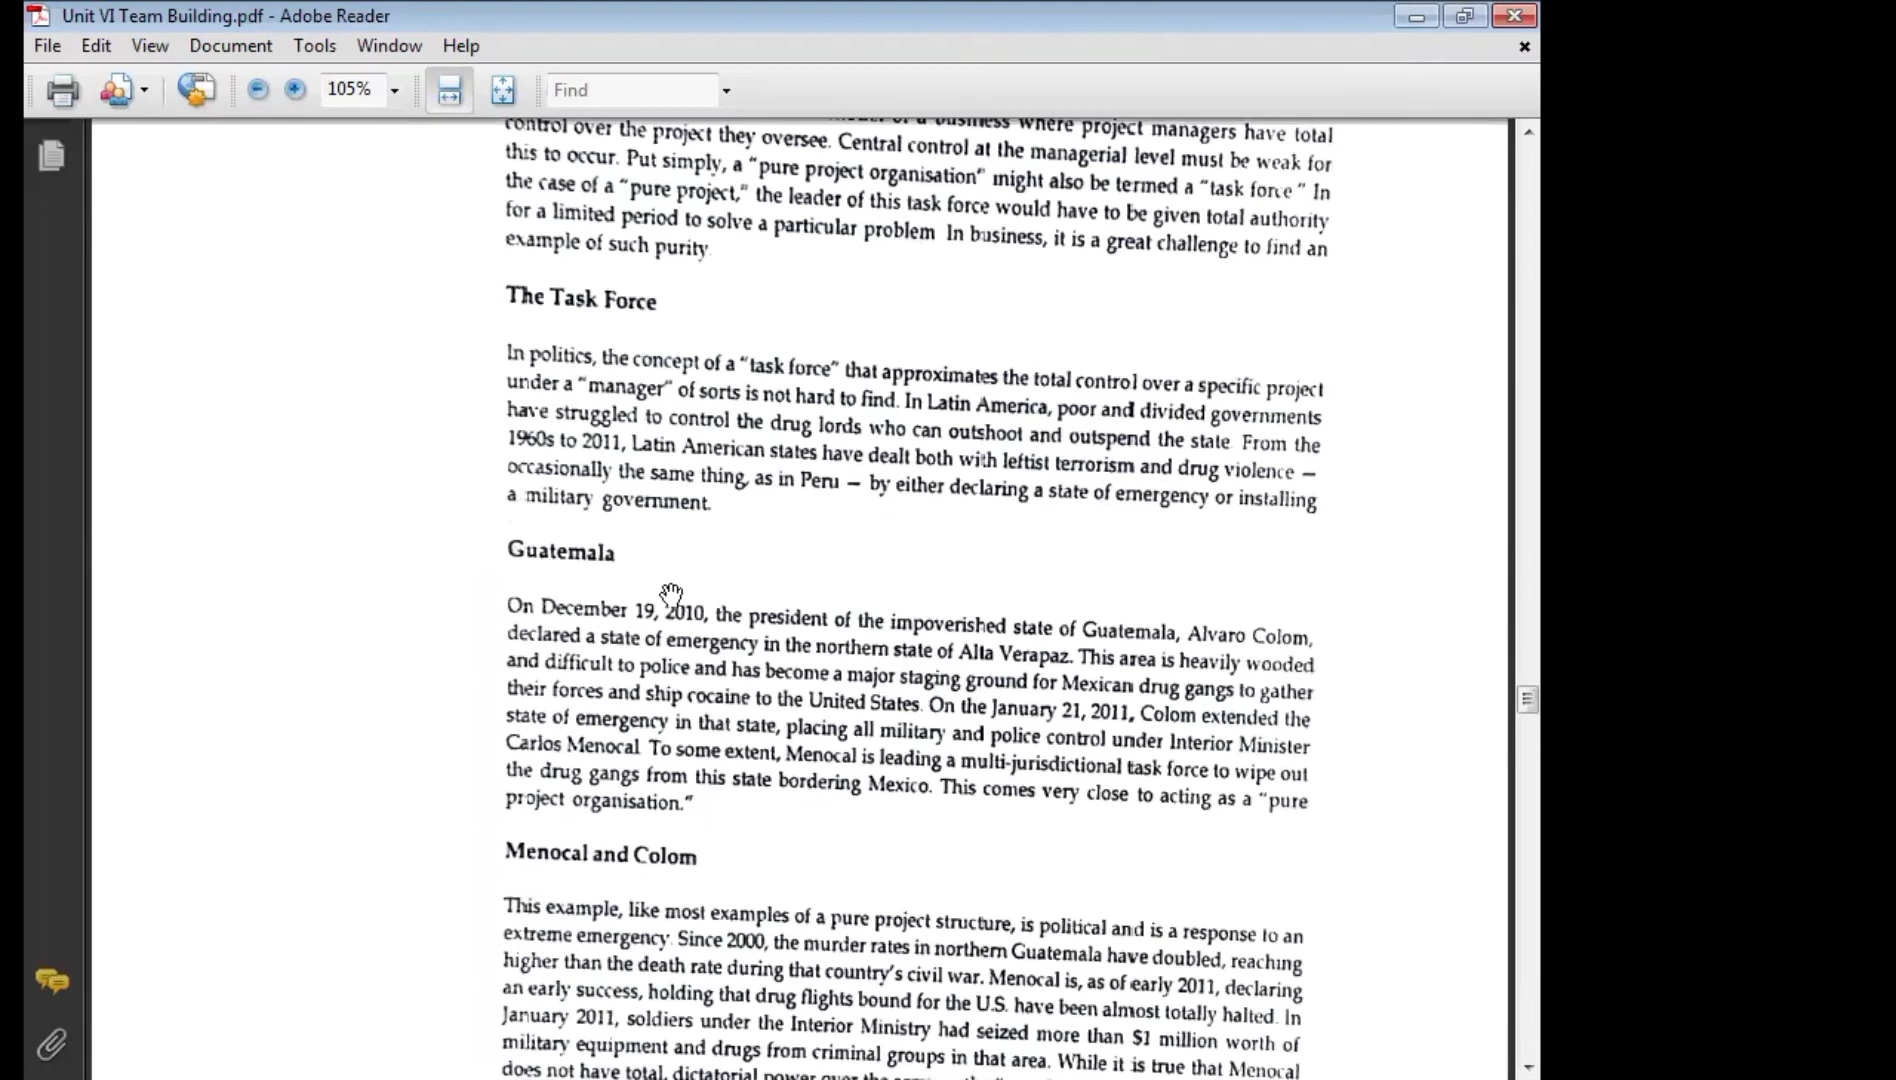 Unit VI Team Building.pdf - Adobe Reader
File Edit View Document Tools Window Help
105% Find
business where project managers have total
control over the project they oversee. Central control at the managerial level must be weak for
this to occur. Put simply, a “pure project organisation” might also be termed a “task force ” In
the case of a “pure project,” the leader of this task force would have to be given total authority
for a limited period to solve a particular problem In business, it is a great challenge to find an
example of such purity.
The Task Force
In politics, the concept of a “task force” that approximates the total control over a specific project
under a “manager” of sorts is not hard to find. In Latin America, poor and divided governments
have struggled to control the drug lords who can outshoot and outspend the state. From the
1960s to 2011, Latin American states have dealt both with leftist terrorism and drug violence –
occasionally the same thing, as in Peru – by either declaring a state of emergency or installing
a military government.
Guatemala
On December 19, 2010, the president of the impoverished state of Guatemala, Alvaro Colom,
declared a state of emergency in the northern state of Alta Verapaz. This area is heavily wooded
and difficult to police and has become a major staging ground for Mexican drug gangs to gather
their forces and ship cocaine to the United States. On the January 21, 2011, Colom extended the
state of emergency in that state, placing all military and police control under Interior Minister
Carlos Menocal. To some extent, Menocal is leading a multi-jurisdictional task force to wipe out
the drug gangs from this state bordering Mexico. This comes very close to acting as a “pure
project organisation.”
Menocal and Colom
This example, like most examples of a pure project structure, is political and is a response to an
extreme emergency. Since 2000, the murder rates in northern Guatemala have doubled, reaching
higher than the death rate during that country’s civil war. Menocal is, as of early 2011, declaring
an early success, holding that drug flights bound for the U.S. have been almost totally halted. In
January 2011, soldiers under the Interior Ministry had seized more than $1 million worth of
military equipment and drugs from criminal groups in that area. While it is true that Menocal
does not have total, dictatorial power over the